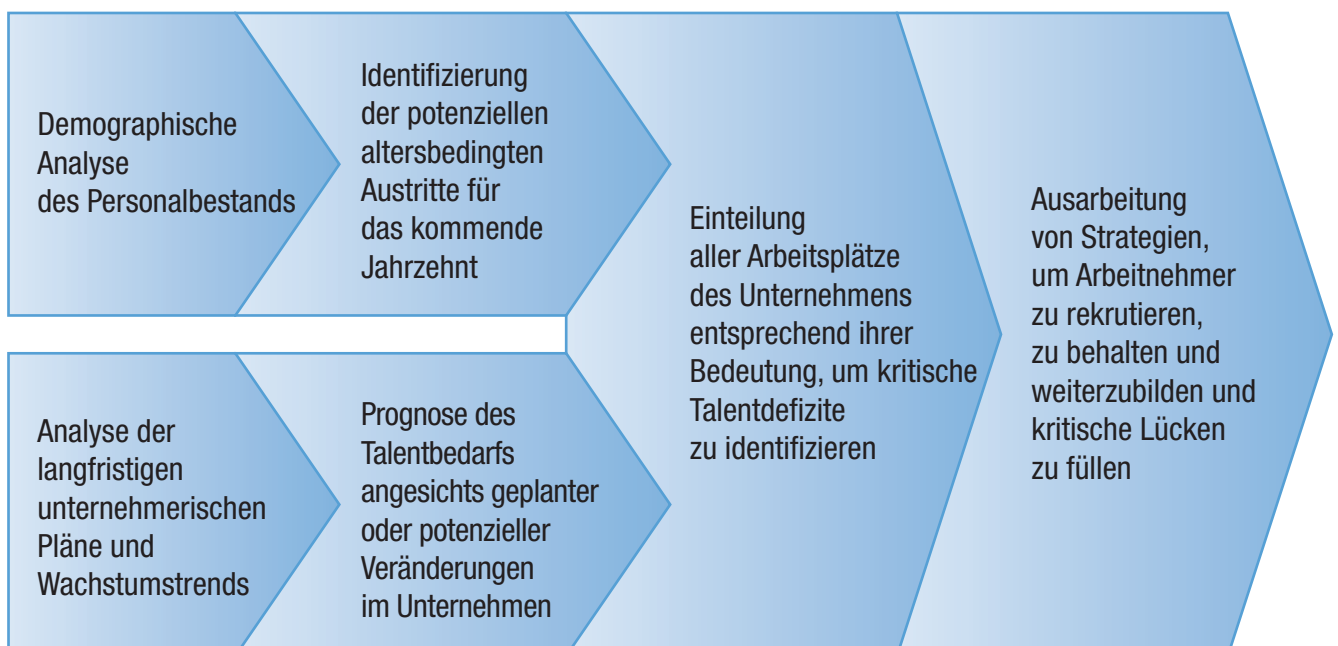 Demographische
Analyse
des Personalbestands
Identifizierung
der potenziellen
altersbedingten
Austritte für
das kommende
Jahrzehnt
Analyse der
langfristigen
unternehmerischen
Pläne und
Wachstumstrends
Prognose des
Talentbedarfs
angesichts geplanter
oder potenzieller
Veränderungen
im Unternehmen
Einteilung
aller Arbeitsplätze
des Unternehmens
entsprechend ihrer
Bedeutung, um kritische
Talentdefizite
zu identifizieren
Ausarbeitung
von Strategien,
um Arbeitnehmer
zu rekrutieren,
zu behalten und
weiterzubilden und
kritische Lücken
zu füllen